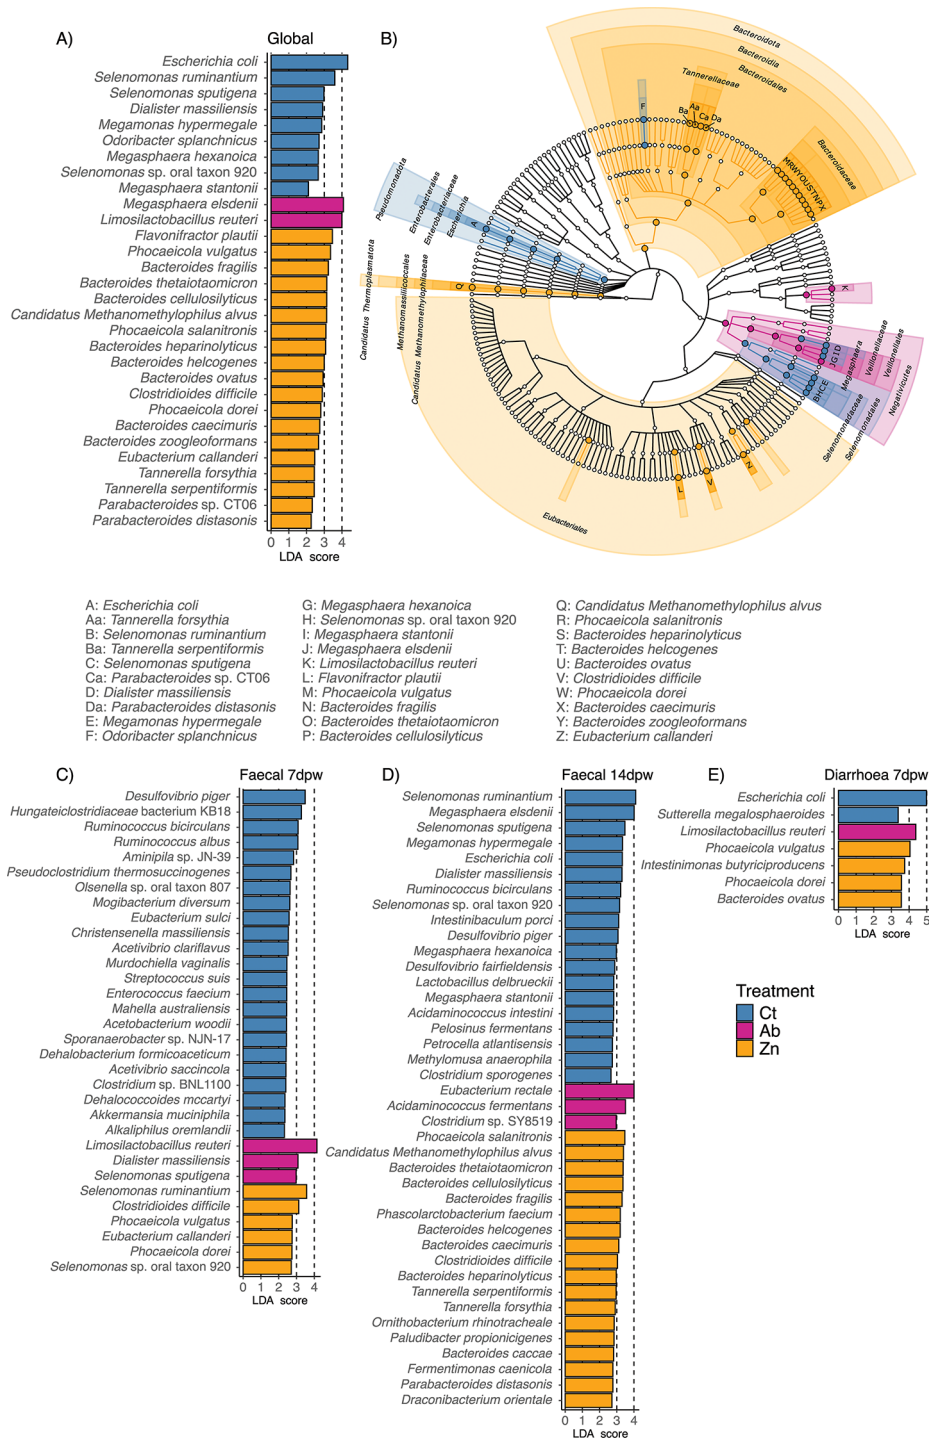 A)
Global
Escherichia coli
Selenomonas ruminantium
Selenomonas sputigena
Dialister massiliensis
Megamonas hypermegale
Odoribacter splanchnicus
Megasphaera hexanoica
Selenomonas sp. oral taxon 920
Megasphaera stantonii
Megasphaera elsdenii
Limosilactobacillus reuteri
Flavonifractor plautii
Phocaeicola vulgatus
Bacteroides fragilis
Bacteroides thetaiotaomicron
Bacteroides cellulosilyticus
Candidatus Methanomethylophilus alvus
Phocaeicola salanitronis
Bacteroides heparinolyticus
Bacteroides helcogenes
Bacteroides ovatus
Clostridioides difficile
Phocaeicola dorei
Bacteroides caecimuris
Bacteroides zoogleoformans
Eubacterium callanderi
Tannerella forsythia
Tannerella serpentiformis
Parabacteroides sp. CT06
Parabacteroides distasonis
0 1 2 3 4
LDA score
B)
Bacteroidota
Bacteroidia
Bacteroidales
Tannerellaceae
F
Aa
Ba
Ca Da
Bacteroidaceae
MRWYOUSTNPX
Pseudomonadota
Enterobacterales
Enterobacteriaceae
Escherichia
A
Candidatus Thermoplasmatota
Methanomassiliicoccales
Candidatus Methanomethylophilaceae
Q
K
JG1D
Megasphaera
Veillonellaceae
Veillonellales
Negativicutes
BHCE
Selenomonadaceae
Selenomonadales
Z
V
L
Eubacteriales
A: Escherichia coli
Aa: Tannerella forsythia
B: Selenomonas ruminantium
Ba: Tannerella serpentiformis
C: Selenomonas sputigena
Ca: Parabacteroides sp. CT06
D: Dialister massiliensis
Da: Parabacteroides distasonis
E: Megamonas hypermegale
F: Odoribacter splanchnicus
G: Megasphaera hexanoica
H: Selenomonas sp. oral taxon 920
I: Megasphaera stantonii
J: Megasphaera elsdenii
K: Limosilactobacillus reuteri
L: Flavonifractor plautii
M: Phocaeicola vulgatus
N: Bacteroides fragilis
O: Bacteroides thetaiotaomicron
P: Bacteroides cellulosilyticus
Q: Candidatus Methanomethylophilus alvus
R: Phocaeicola salanitronis
S: Bacteroides heparinolyticus
T: Bacteroides helcogenes
U: Bacteroides ovatus
V: Clostridioides difficile
W: Phocaeicola dorei
X: Bacteroides caecimuris
Y: Bacteroides zoogleoformans
Z: Eubacterium callanderi
C)
Faecal 7dpw
Desulfovibrio piger
Hungateiclostridiaceae bacterium KB18
Ruminococcus bicirculans
Ruminococcus albus
Aminipila sp. JN-39
Pseudoclostridium thermosuccinogenes
Olsenella sp. oral taxon 807
Mogibacterium diversum
Eubacterium sulci
Christensenella massiliensis
Acetivibrio clariflavus
Murdochiella vaginalis
Streptococcus suis
Enterococcus faecium
Mahella australiensis
Acetobacterium woodii
Sporanaerobacter sp. NJN-17
Dehalobacterium formicoaceticum
Acetivibrio saccincola
Clostridium sp. BNL1100
Dehalococcoides mccartyi
Akkermansia muciniphila
Alkaliphilus oremlandii
Limosilactobacillus reuteri
Dialister massiliensis
Selenomonas sputigena
Selenomonas ruminantium
Clostridioides difficile
Phocaeicola vulgatus
Eubacterium callanderi
Phocaeicola dorei
Selenomonas sp. oral taxon 920
0 1 2 3 4
LDA score
D)
Faecal 14dpw
Selenomonas ruminantium
Megasphaera elsdenii
Selenomonas sputigena
Megamonas hypermegale
Escherichia coli
Dialister massiliensis
Ruminococcus bicirculans
Selenomonas sp. oral taxon 920
Intestinibaculum porci
Desulfovibrio piger
Megasphaera hexanoica
Desulfovibrio fairfieldensis
Lactobacillus delbrueckii
Megasphaera stantonii
Acidaminococcus intestini
Pelosinus fermentans
Petrocella atlantisensis
Methylomusa anaerophila
Clostridium sporogenes
Eubacterium rectale
Acidaminococcus fermentans
Clostridium sp. SY8519
Phocaeicola salanitronis
Candidatus Methanomethylophilus alvus
Bacteroides thetaiotaomicron
Bacteroides cellulosilyticus
Bacteroides fragilis
Phascolarctobacterium faecium
Bacteroides helcogenes
Bacteroides caecimuris
Clostridioides difficile
Bacteroides heparinolyticus
Tannerella serpentiformis
Tannerella forsythia
Ornithobacterium rhinotracheale
Paludibacter propionicigenes
Bacteroides caccae
Fermentimonas caenicola
Parabacteroides distasonis
Draconibacterium orientale
0 1 2 3 4
LDA score
E)
Diarrhoea 7dpw
Escherichia coli
Sutterella megalosphaeroides
Limosilactobacillus reuteri
Phocaeicola vulgatus
Intestinimonas butyriciproducens
Phocaeicola dorei
Bacteroides ovatus
0 1 2 3 4 5
LDA score
Treatment
Ct
Ab
Zn